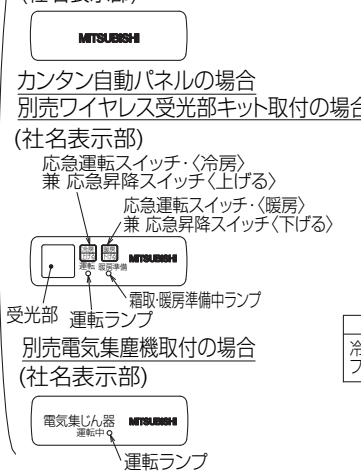 (社名表示部)
MITSUBISHI
カンタン自動パネルの場合
別売ワイヤレス受光部キット取付の場合
(社名表示部)
応急運転スイッチ・〈冷房〉
兼 応急昇降スイッチ〈上げる〉
応急運転スイッチ・〈暖房〉
兼 応急昇降スイッチ〈下げる〉
MITSUBISHI
運転 暖房準備
霜取・暖房準備中ランプ
受光部
運転ランプ
別売電気集塵機取付の場合
(社名表示部)
冷
フ
電気集じん器 MITSUBISHI
運転中
運転ランプ